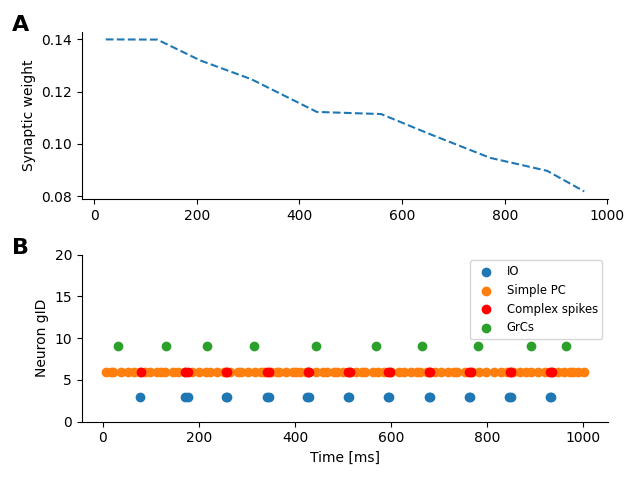 A
0.14
0.12
0.10
0.08
Synaptic weight
0 200 400 600 800 1000
B
20
15
10
5
0
Neuron gID
IO
Simple PC
Complex spikes
GrCs
0 200 400 600 800 1000
Time [ms]